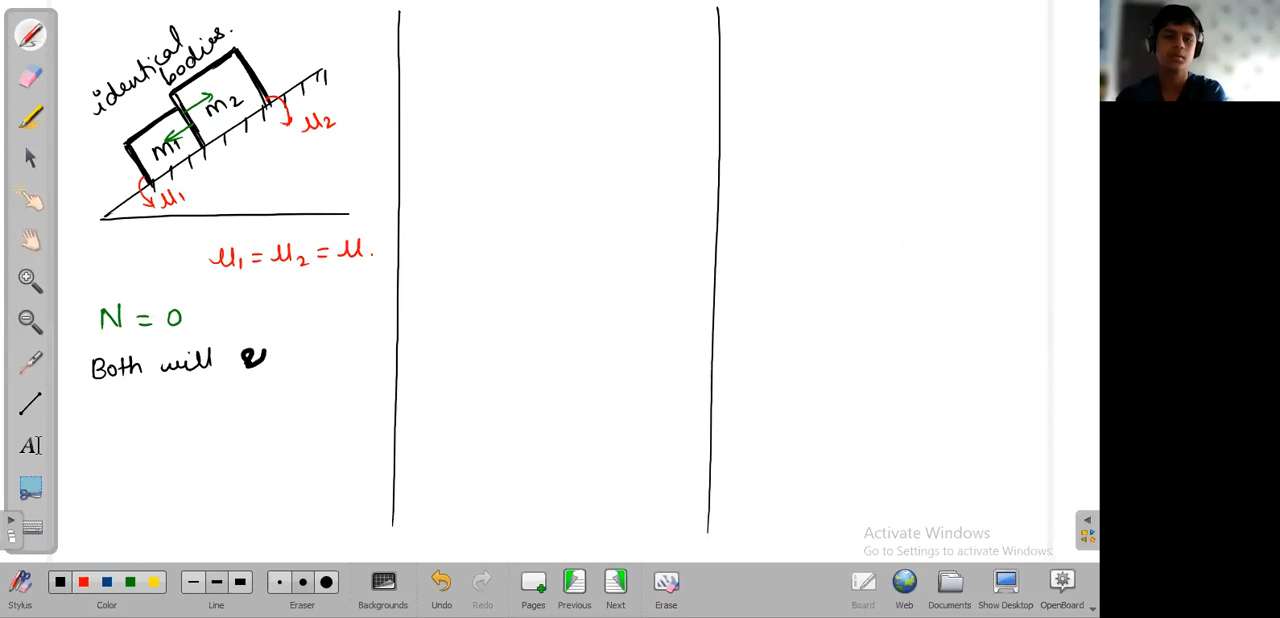 identical
bodies.
m2
m1
μ2
μ1
μ1 = μ2 = μ.
N = 0
Both will
Activate Windows
Go to Settings to activate Windows.
Stylus
Color
Line
Eraser
Backgrounds
Undo
Redo
Pages
Previous
Next
Erase
Board
Web
Documents
Show Desktop
OpenBoard